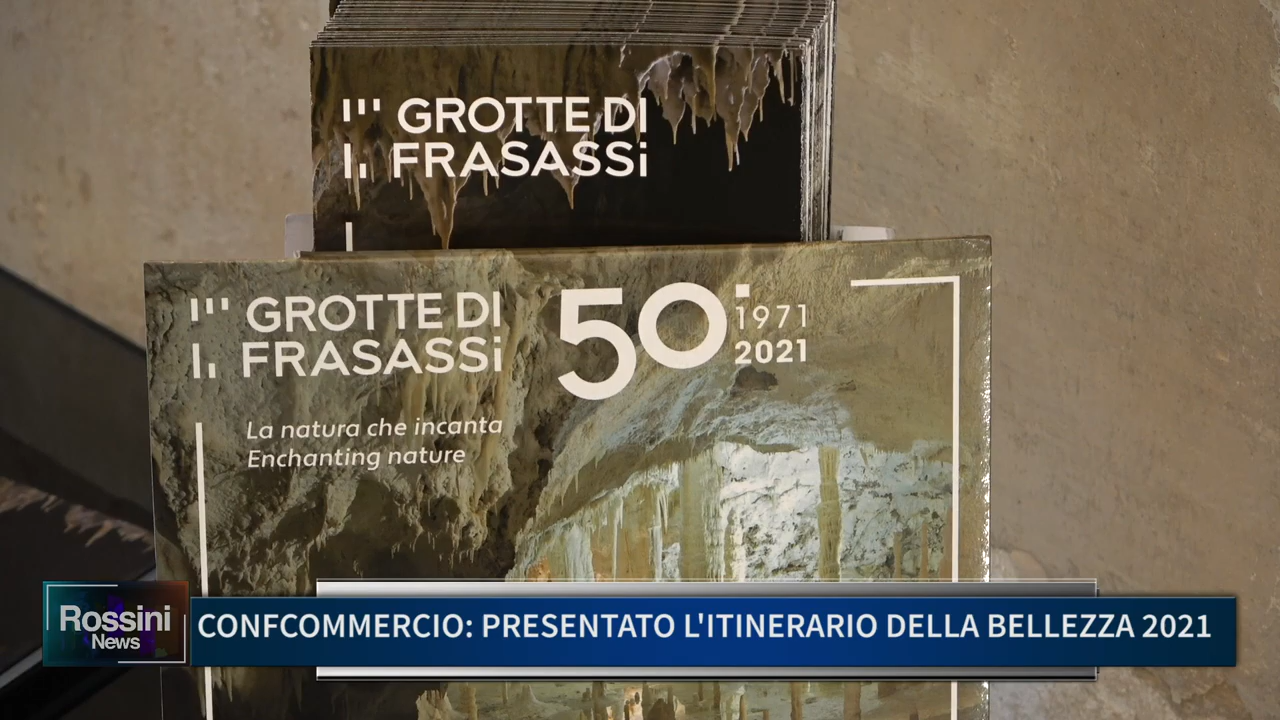 GROTTE DI
FRASASSi
GROTTE DI
FRASASSi
50°
1971
2021
La natura che incanta
Enchanting nature
Rossini
News
CONFCOMMERCIO: PRESENTATO L'ITINERARIO DELLA BELLEZZA 2021